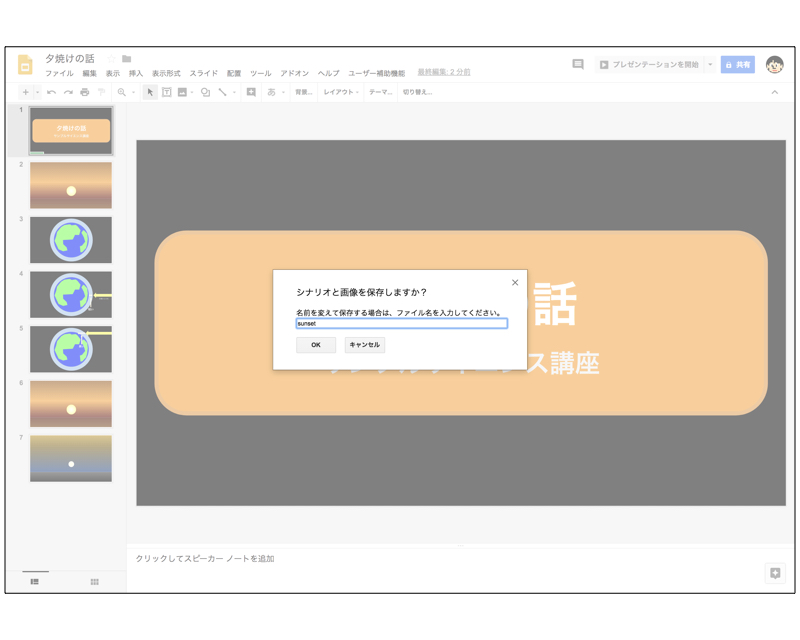 夕焼けの話
ファイル 編集 表示 挿入 表示形式 スライド 配置 ツール アドオン ヘルプ ユーザー補助機能 最終編集: 2 分前
プレゼンテーションを開始
共有
あ 背景... レイアウト テーマ... 切り替え...
1
夕焼けの話
2
3
4
5
6
7
話
ス講座
シナリオと画像を保存しますか？
名前を変えて保存する場合は、ファイル名を入力してください。
sunset
OK キャンセル
クリックしてスピーカー ノートを追加